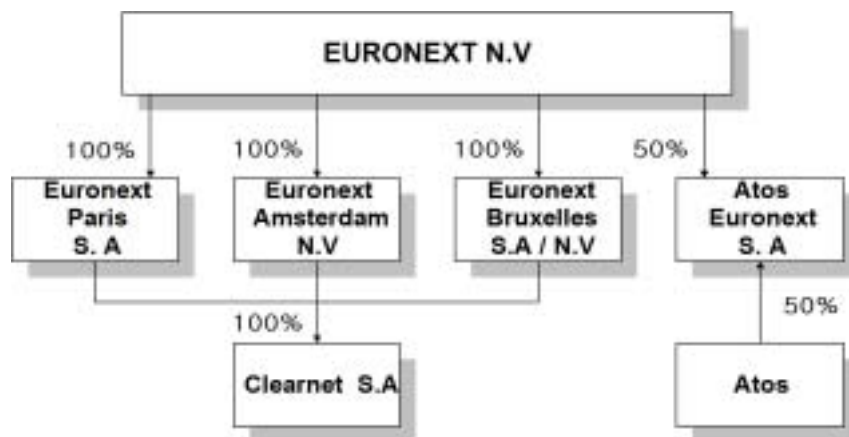 EURONEXT N.V
100%
100%
100%
50%
Euronext
Paris
S. A
Euronext
Amsterdam
N.V
Euronext
Bruxelles
S.A / N.V
Atos
Euronext
S. A
100%
50%
Clearnet S.A
Atos